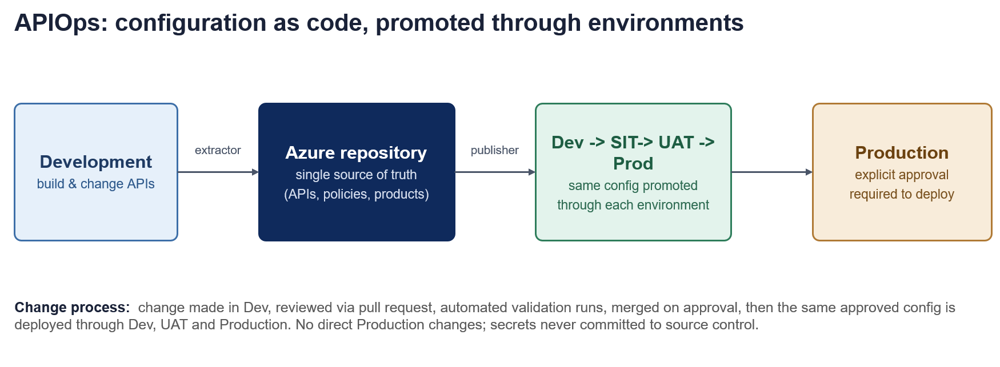 APIOps: configuration as code, promoted through environments
Development
build & change APIs
extractor
Azure repository
single source of truth
(APIs, policies, products)
publisher
Dev -> SIT-> UAT ->
Prod
same config promoted
through each environment
Production
explicit approval
required to deploy
Change process: change made in Dev, reviewed via pull request, automated validation runs, merged on approval, then the same approved config is
deployed through Dev, UAT and Production. No direct Production changes; secrets never committed to source control.